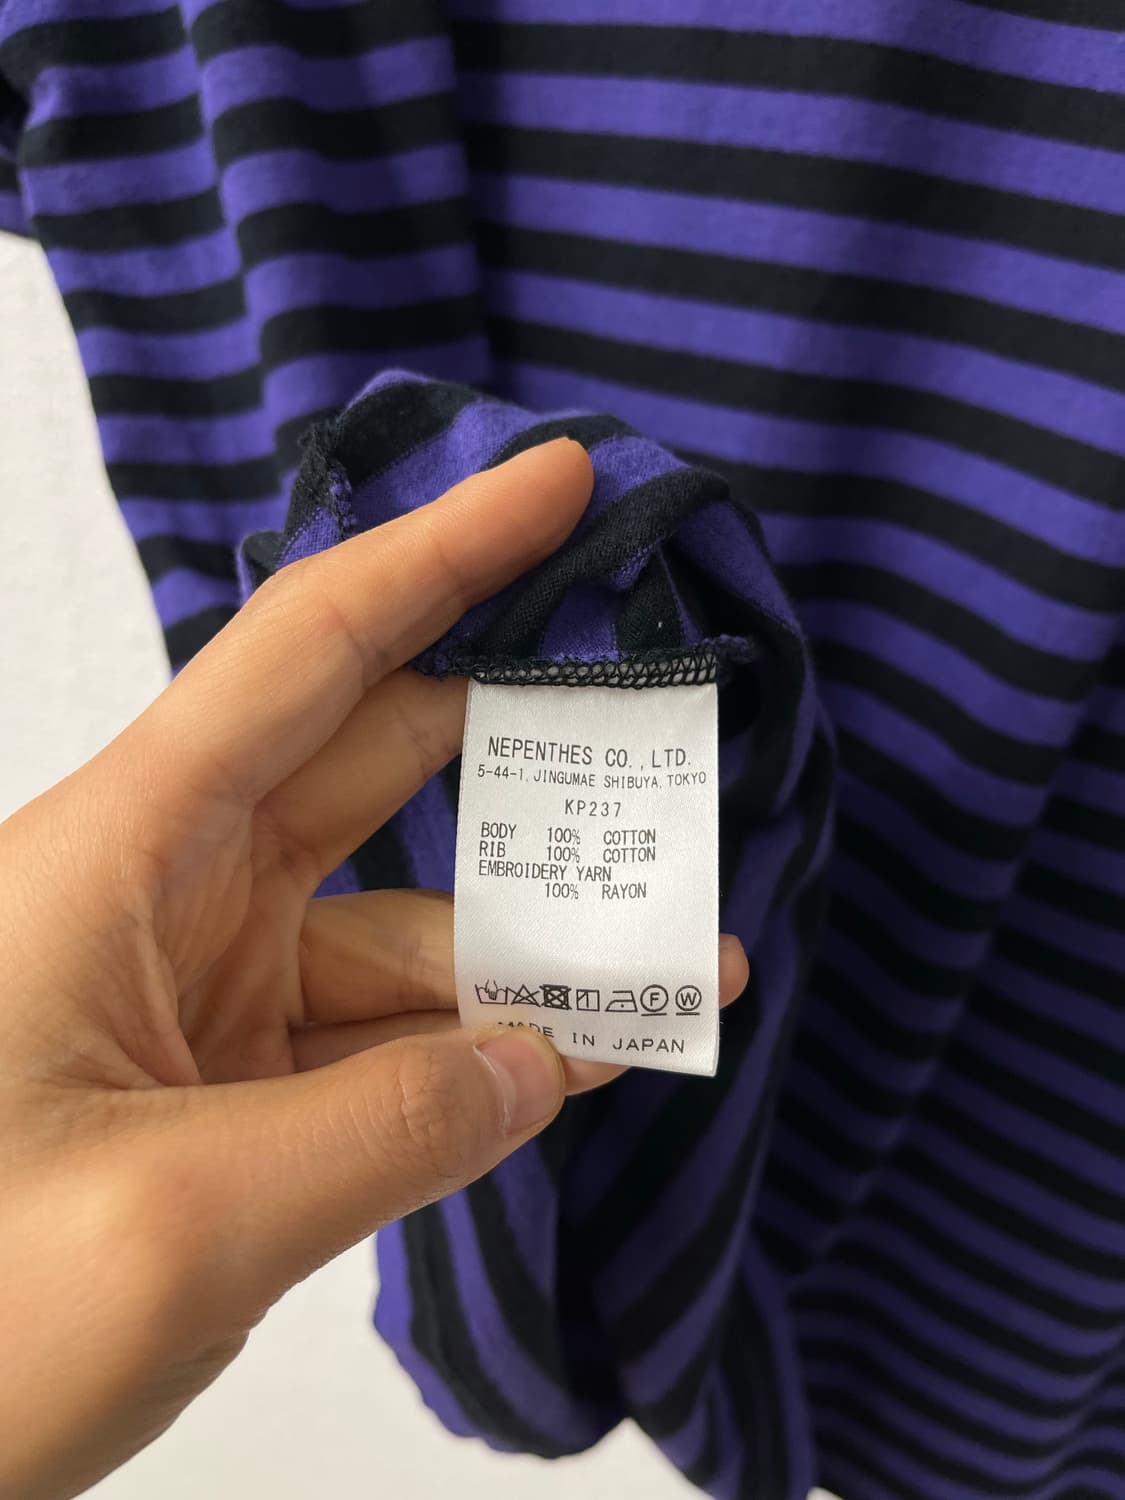 NEPENTHES CO., LTD.
5-44-1, JINGUMAE SHIBUYA, TOKYO
KP237
BODY 100% COTTON
RIB 100% COTTON
EMBROIDERY YARN
100% RAYON
F W
MADE IN JAPAN